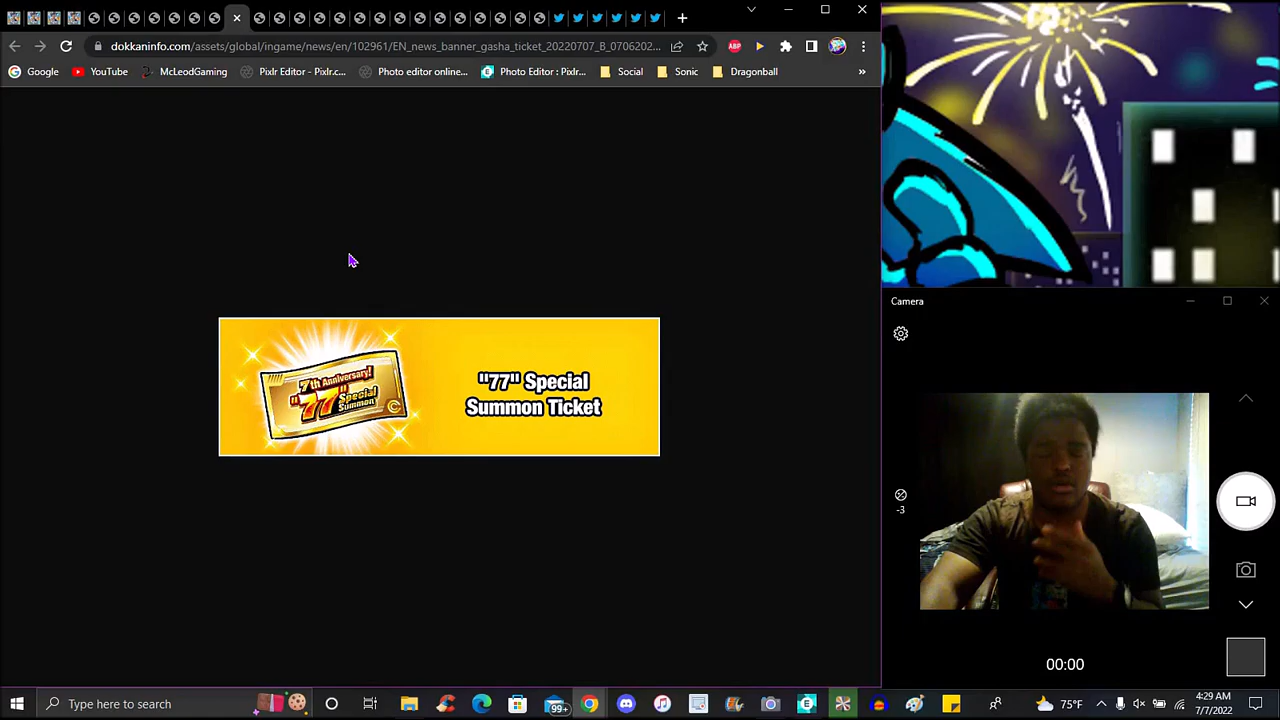 dokkaninfo.com/assets/global/ingame/news/en/162961/EN_news_banner_gasha_ticket_20220707_B_0706202...
ABP
Google
YouTube
McLeodGaming
Pixlr Editor - Pixlr.c...
Photo editor online...
Photo Editor : Pixlr...
Social
Sonic
Dragonball
»
7th Anniversary!
"77"
Special
Summon
"77" Special
Summon Ticket
Camera
-3
00:00
Type here to search
99+
75°F
4:29 AM
7/7/2022